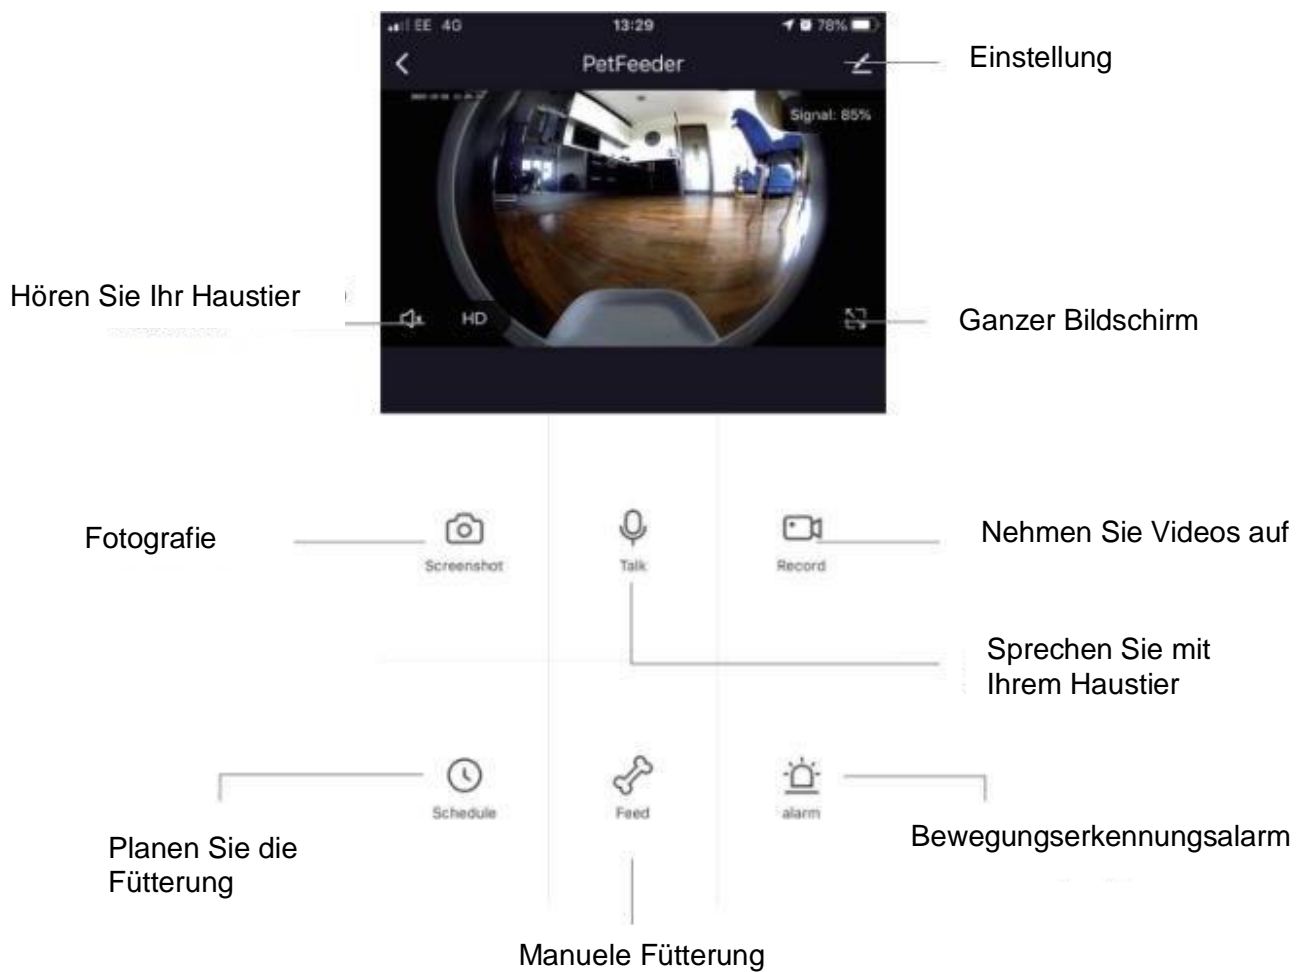 EE 4G 13:29 78%
PetFeeder
Einstellung
Signal: 85%
Hören Sie Ihr Haustier
HD
Ganzer Bildschirm
Fotografie
Screenshot
Talk
Record
Nehmen Sie Videos auf
Sprechen Sie mit
Ihrem Haustier
Schedule
Feed
alarm
Planen Sie die
Fütterung
Bewegungserkennungsalarm
Manuele Fütterung